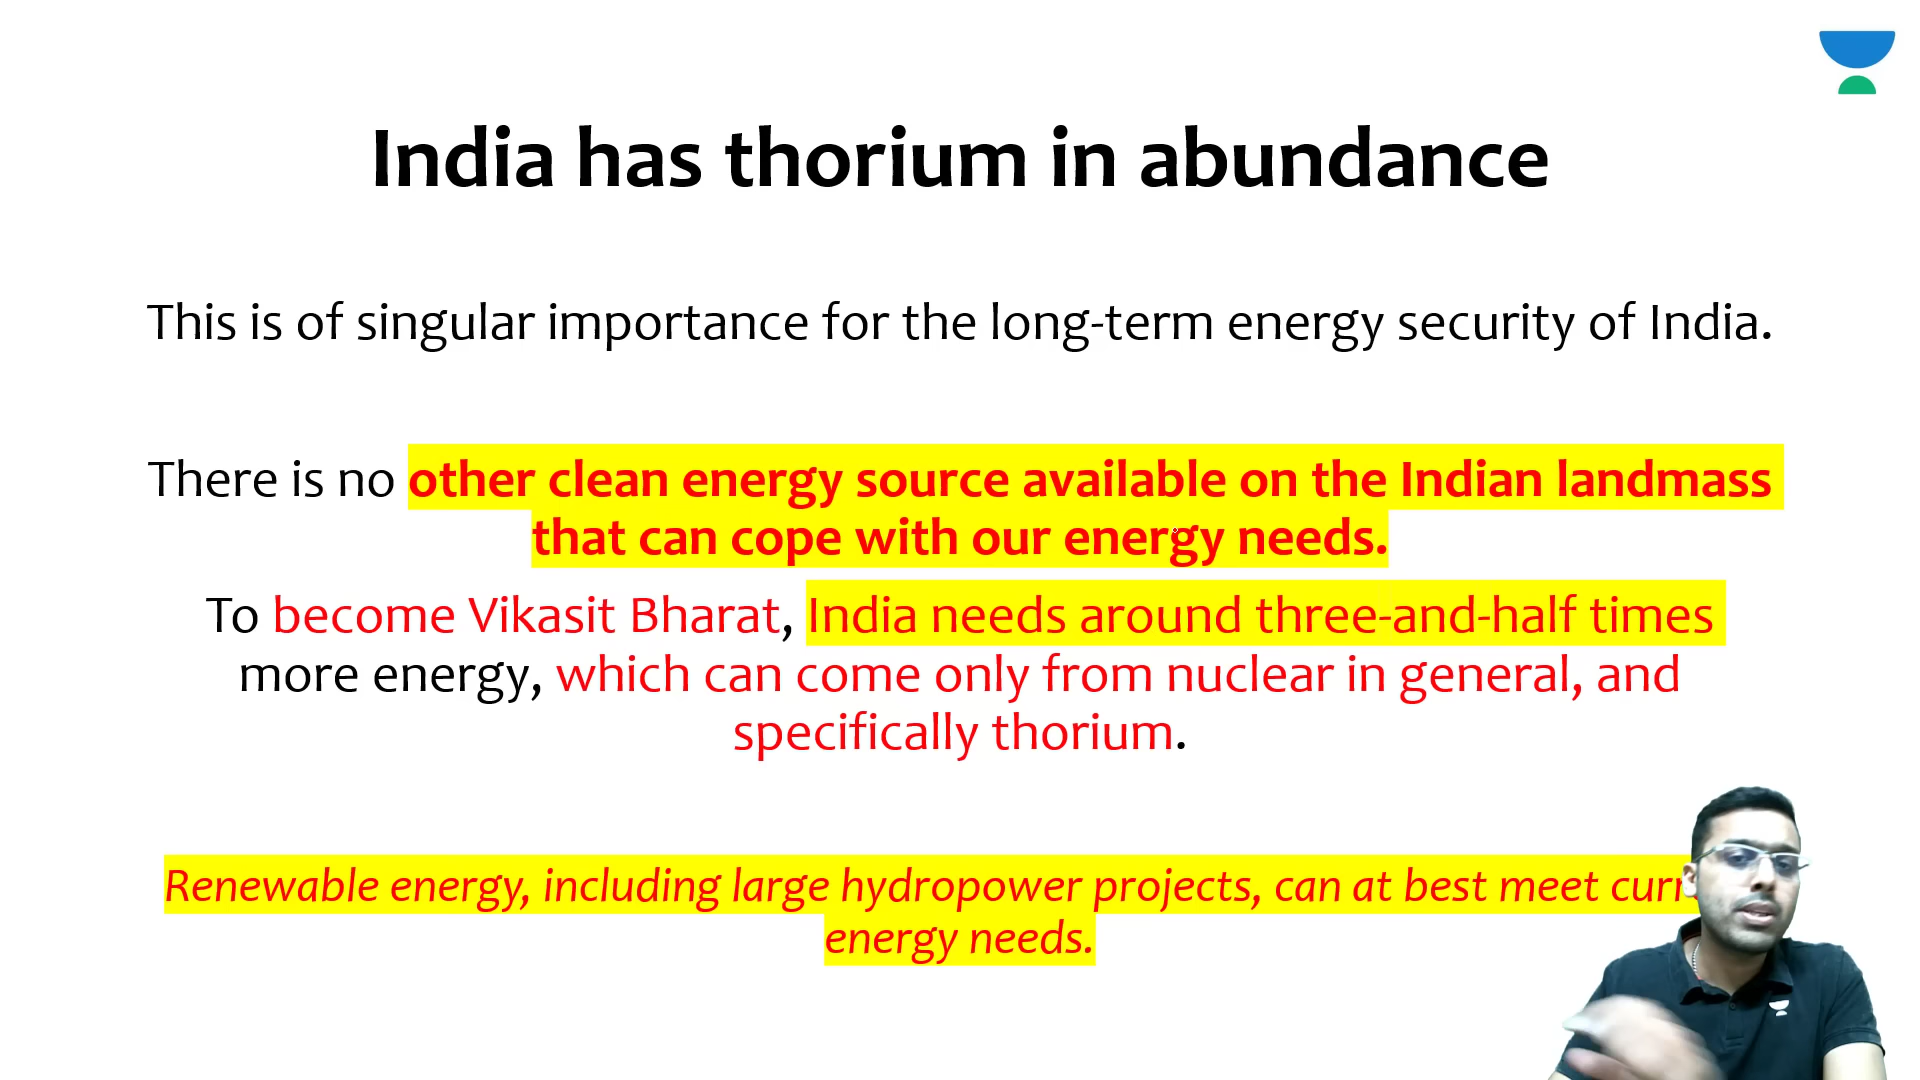 India has thorium in abundance
This is of singular importance for the long-term energy security of India.
There is no other clean energy source available on the Indian landmass
that can cope with our energy needs.
To become Vikasit Bharat, India needs around three-and-half times
more energy, which can come only from nuclear in general, and
specifically thorium.
Renewable energy, including large hydropower projects, can at best meet
energy needs.